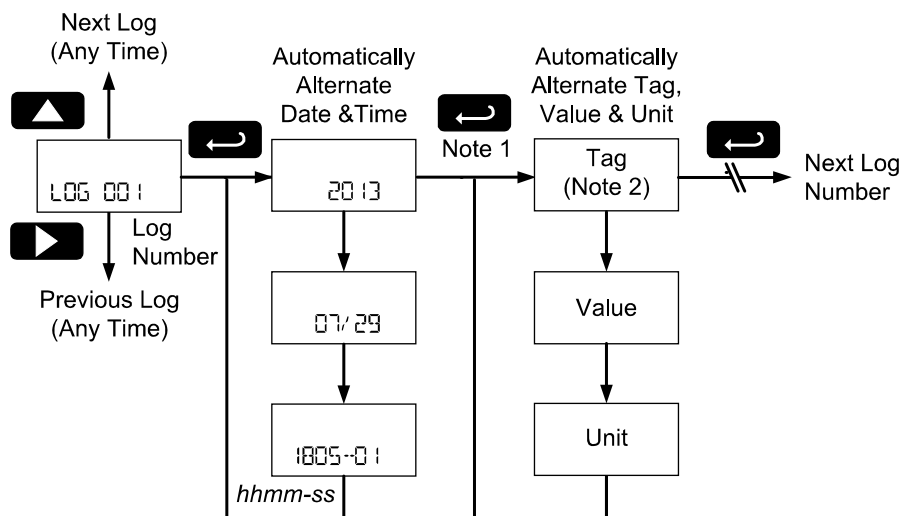 Next Log
(Any Time)
Automatically
Alternate
Date &Time
Automatically
Alternate Tag,
Value & Unit
Note 1
LOG 001
Log
Number
2013
Tag
(Note 2)
Next Log
Number
Previous Log
(Any Time)
07/29
Value
1805--01
Unit
hhmm-ss